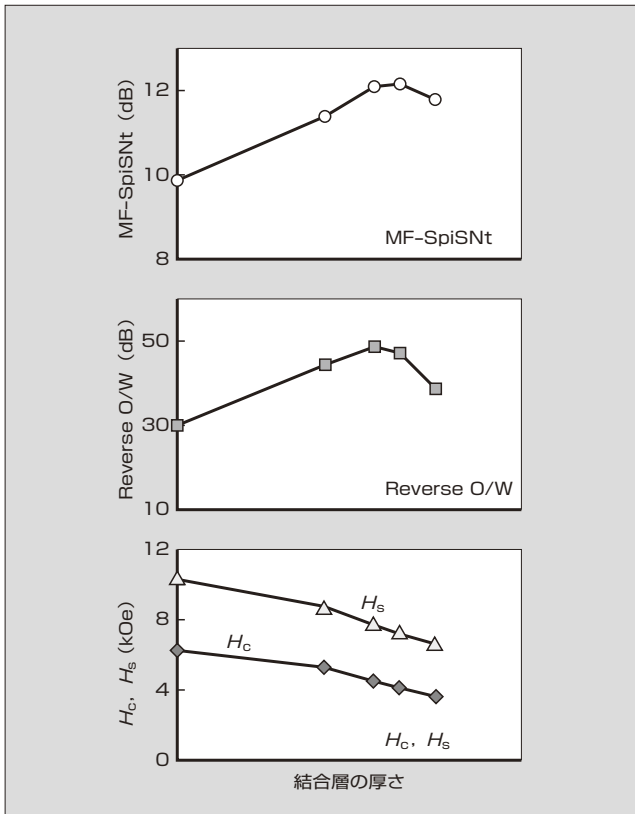 MF-SpiSNt (dB)
12
10
8
MF-SpiSNt
Reverse O/W (dB)
50
30
10
Reverse O/W
Hc, Hs (kOe)
12
8
4
0
Hs
Hc
Hc, Hs
結合層の厚さ